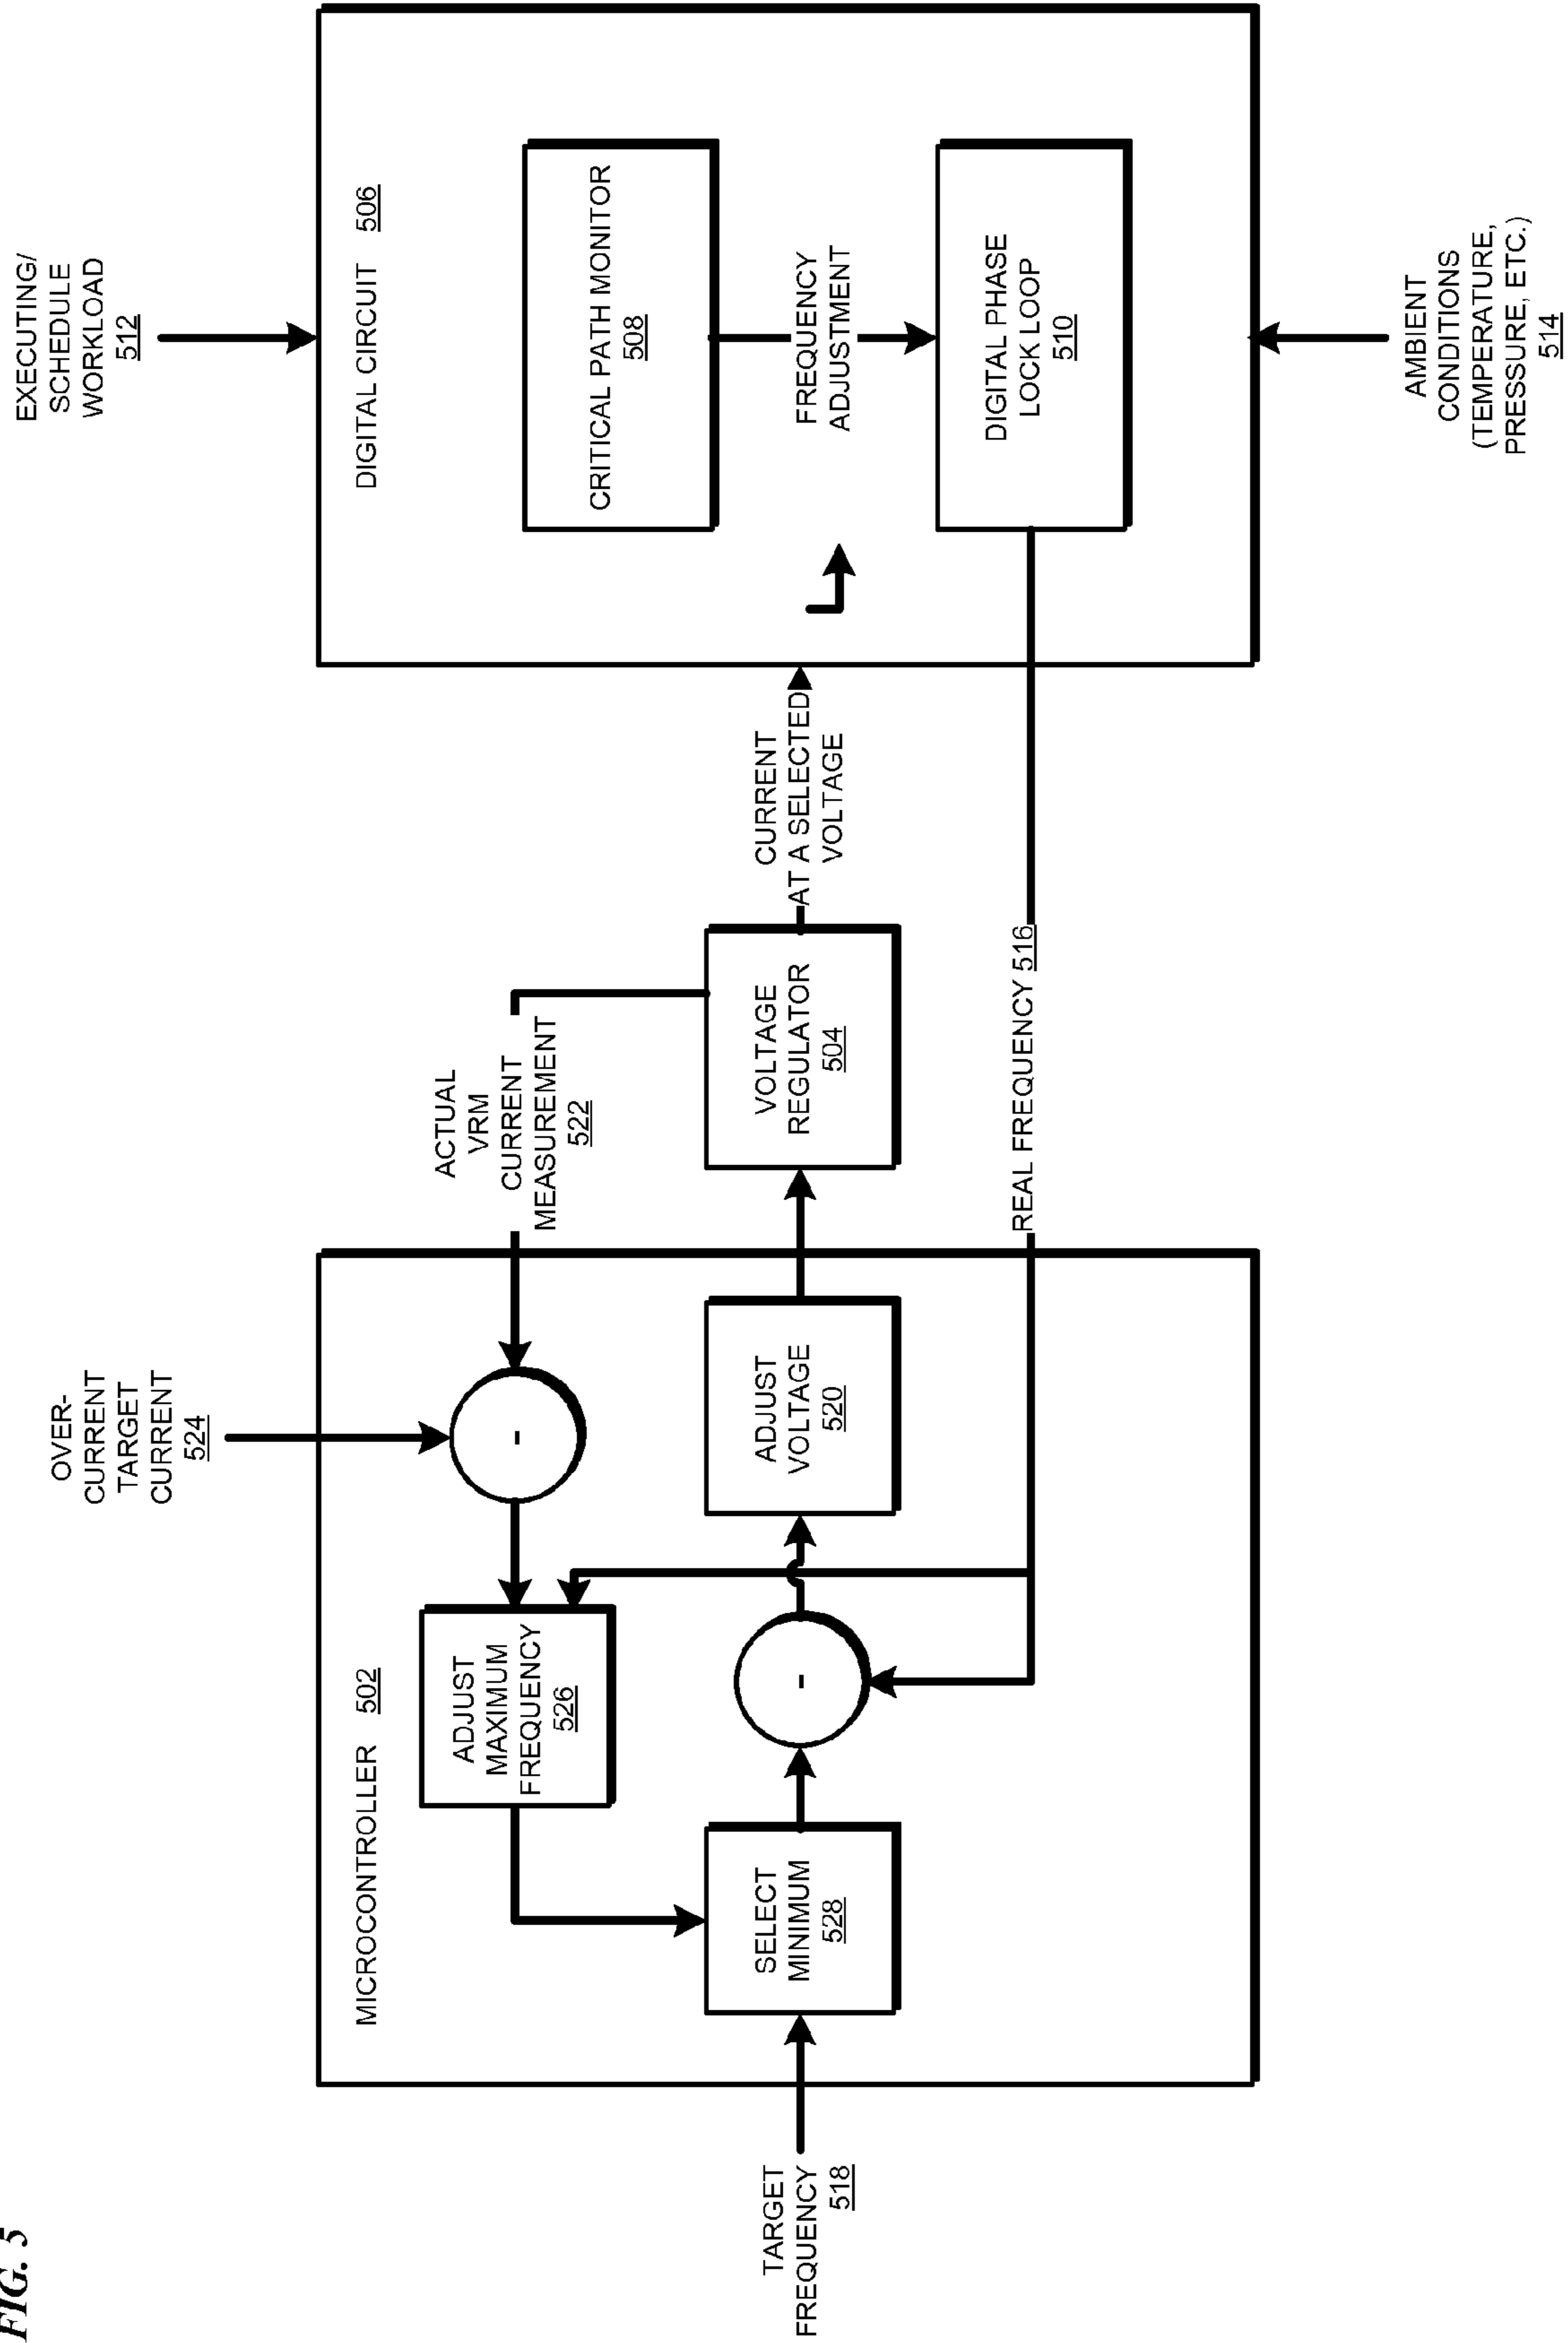 FIG. 5
OVER-
CURRENT
TARGET
CURRENT
524
EXECUTING/
SCHEDULE
WORKLOAD
512
MICROCONTROLLER 502
DIGITAL CIRCUIT 506
ACTUAL
VRM
CURRENT
MEASUREMENT
522
-
ADJUST
MAXIMUM
FREQUENCY
526
CRITICAL PATH MONITOR
508
TARGET
FREQUENCY
518
SELECT
MINIMUM
528
-
ADJUST
VOLTAGE
520
VOLTAGE
REGULATOR
504
CURRENT
AT A SELECTED
VOLTAGE
FREQUENCY
ADJUSTMENT
DIGITAL PHASE
LOCK LOOP
510
REAL FREQUENCY 516
AMBIENT
CONDITIONS
(TEMPERATURE,
PRESSURE, ETC.)
514